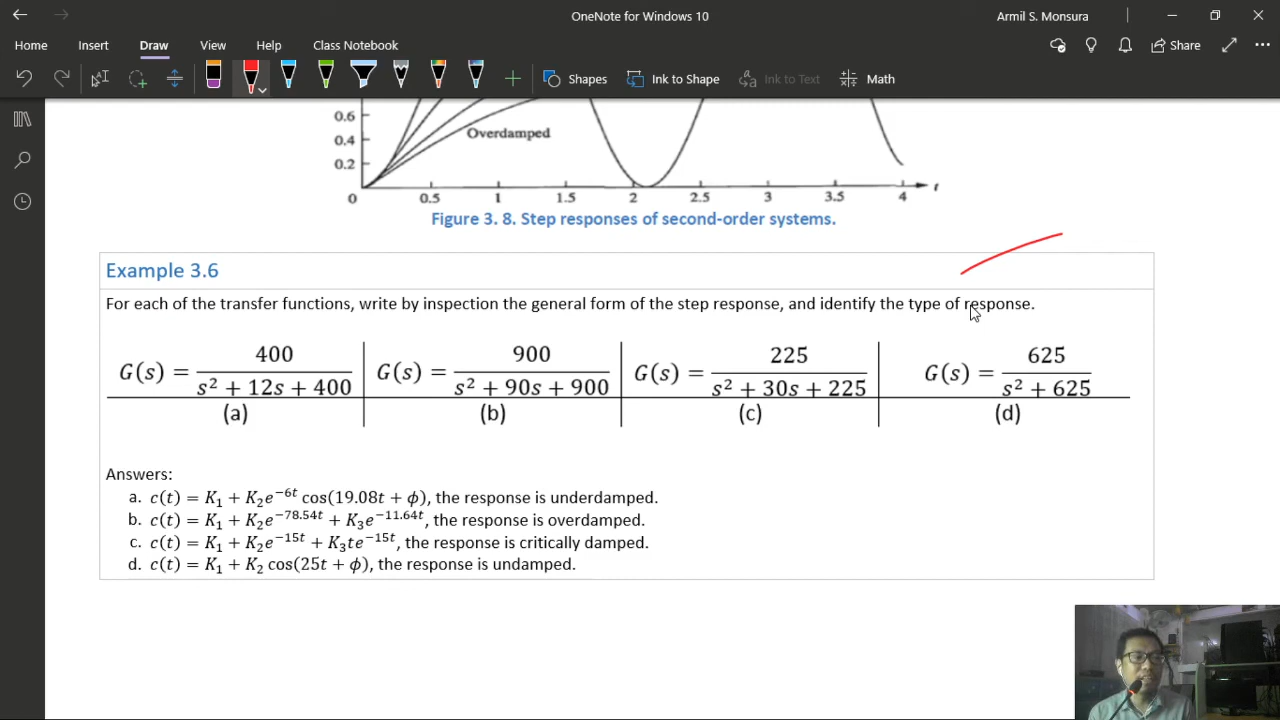 OneNote for Windows 10
Armil S. Monsura
Home Insert Draw View Help Class Notebook
Share
Shapes Ink to Shape Ink to Text Math
0.6
0.4
0.2
Overdamped
0 0.5 1 1.5 2 2.5 3 3.5 4 t
Figure 3. 8. Step responses of second-order systems.
Example 3.6
For each of the transfer functions, write by inspection the general form of the step response, and identify the type of response.
G(s) = 400 / s² + 12s + 400
(a)
G(s) = 900 / s² + 90s + 900
(b)
G(s) = 225 / s² + 30s + 225
(c)
G(s) = 625 / s² + 625
(d)
Answers:
a. c(t) = K₁ + K₂e^{−6t} cos(19.08t + ϕ), the response is underdamped.
b. c(t) = K₁ + K₂e^{−78.54t} + K₃e^{−11.64t}, the response is overdamped.
c. c(t) = K₁ + K₂e^{−15t} + K₃te^{−15t}, the response is critically damped.
d. c(t) = K₁ + K₂ cos(25t + ϕ), the response is undamped.